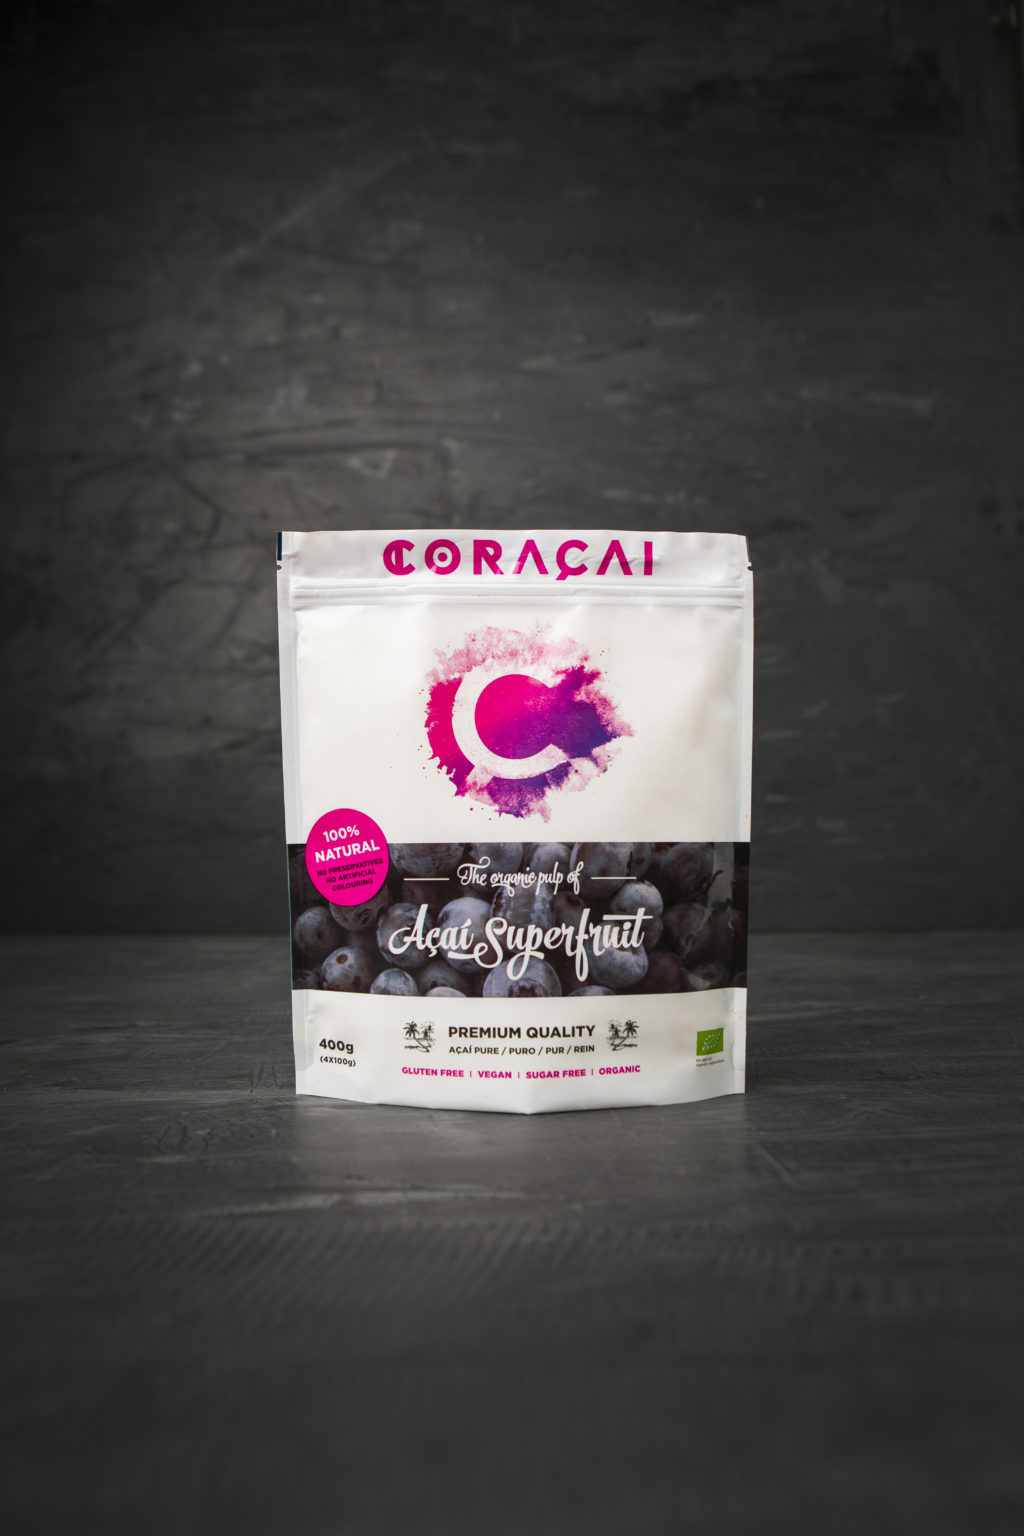 CORAÇAI
100%
NATURAL
NO PRESERVATIVES
NO ARTIFICIAL
COLOURING
The organic pulp of
Açaí Superfruit
400g
(4X100g)
PREMIUM QUALITY
AÇAÍ PURE / PURO / PUR / REIN
GLUTEN FREE | VEGAN | SUGAR FREE | ORGANIC